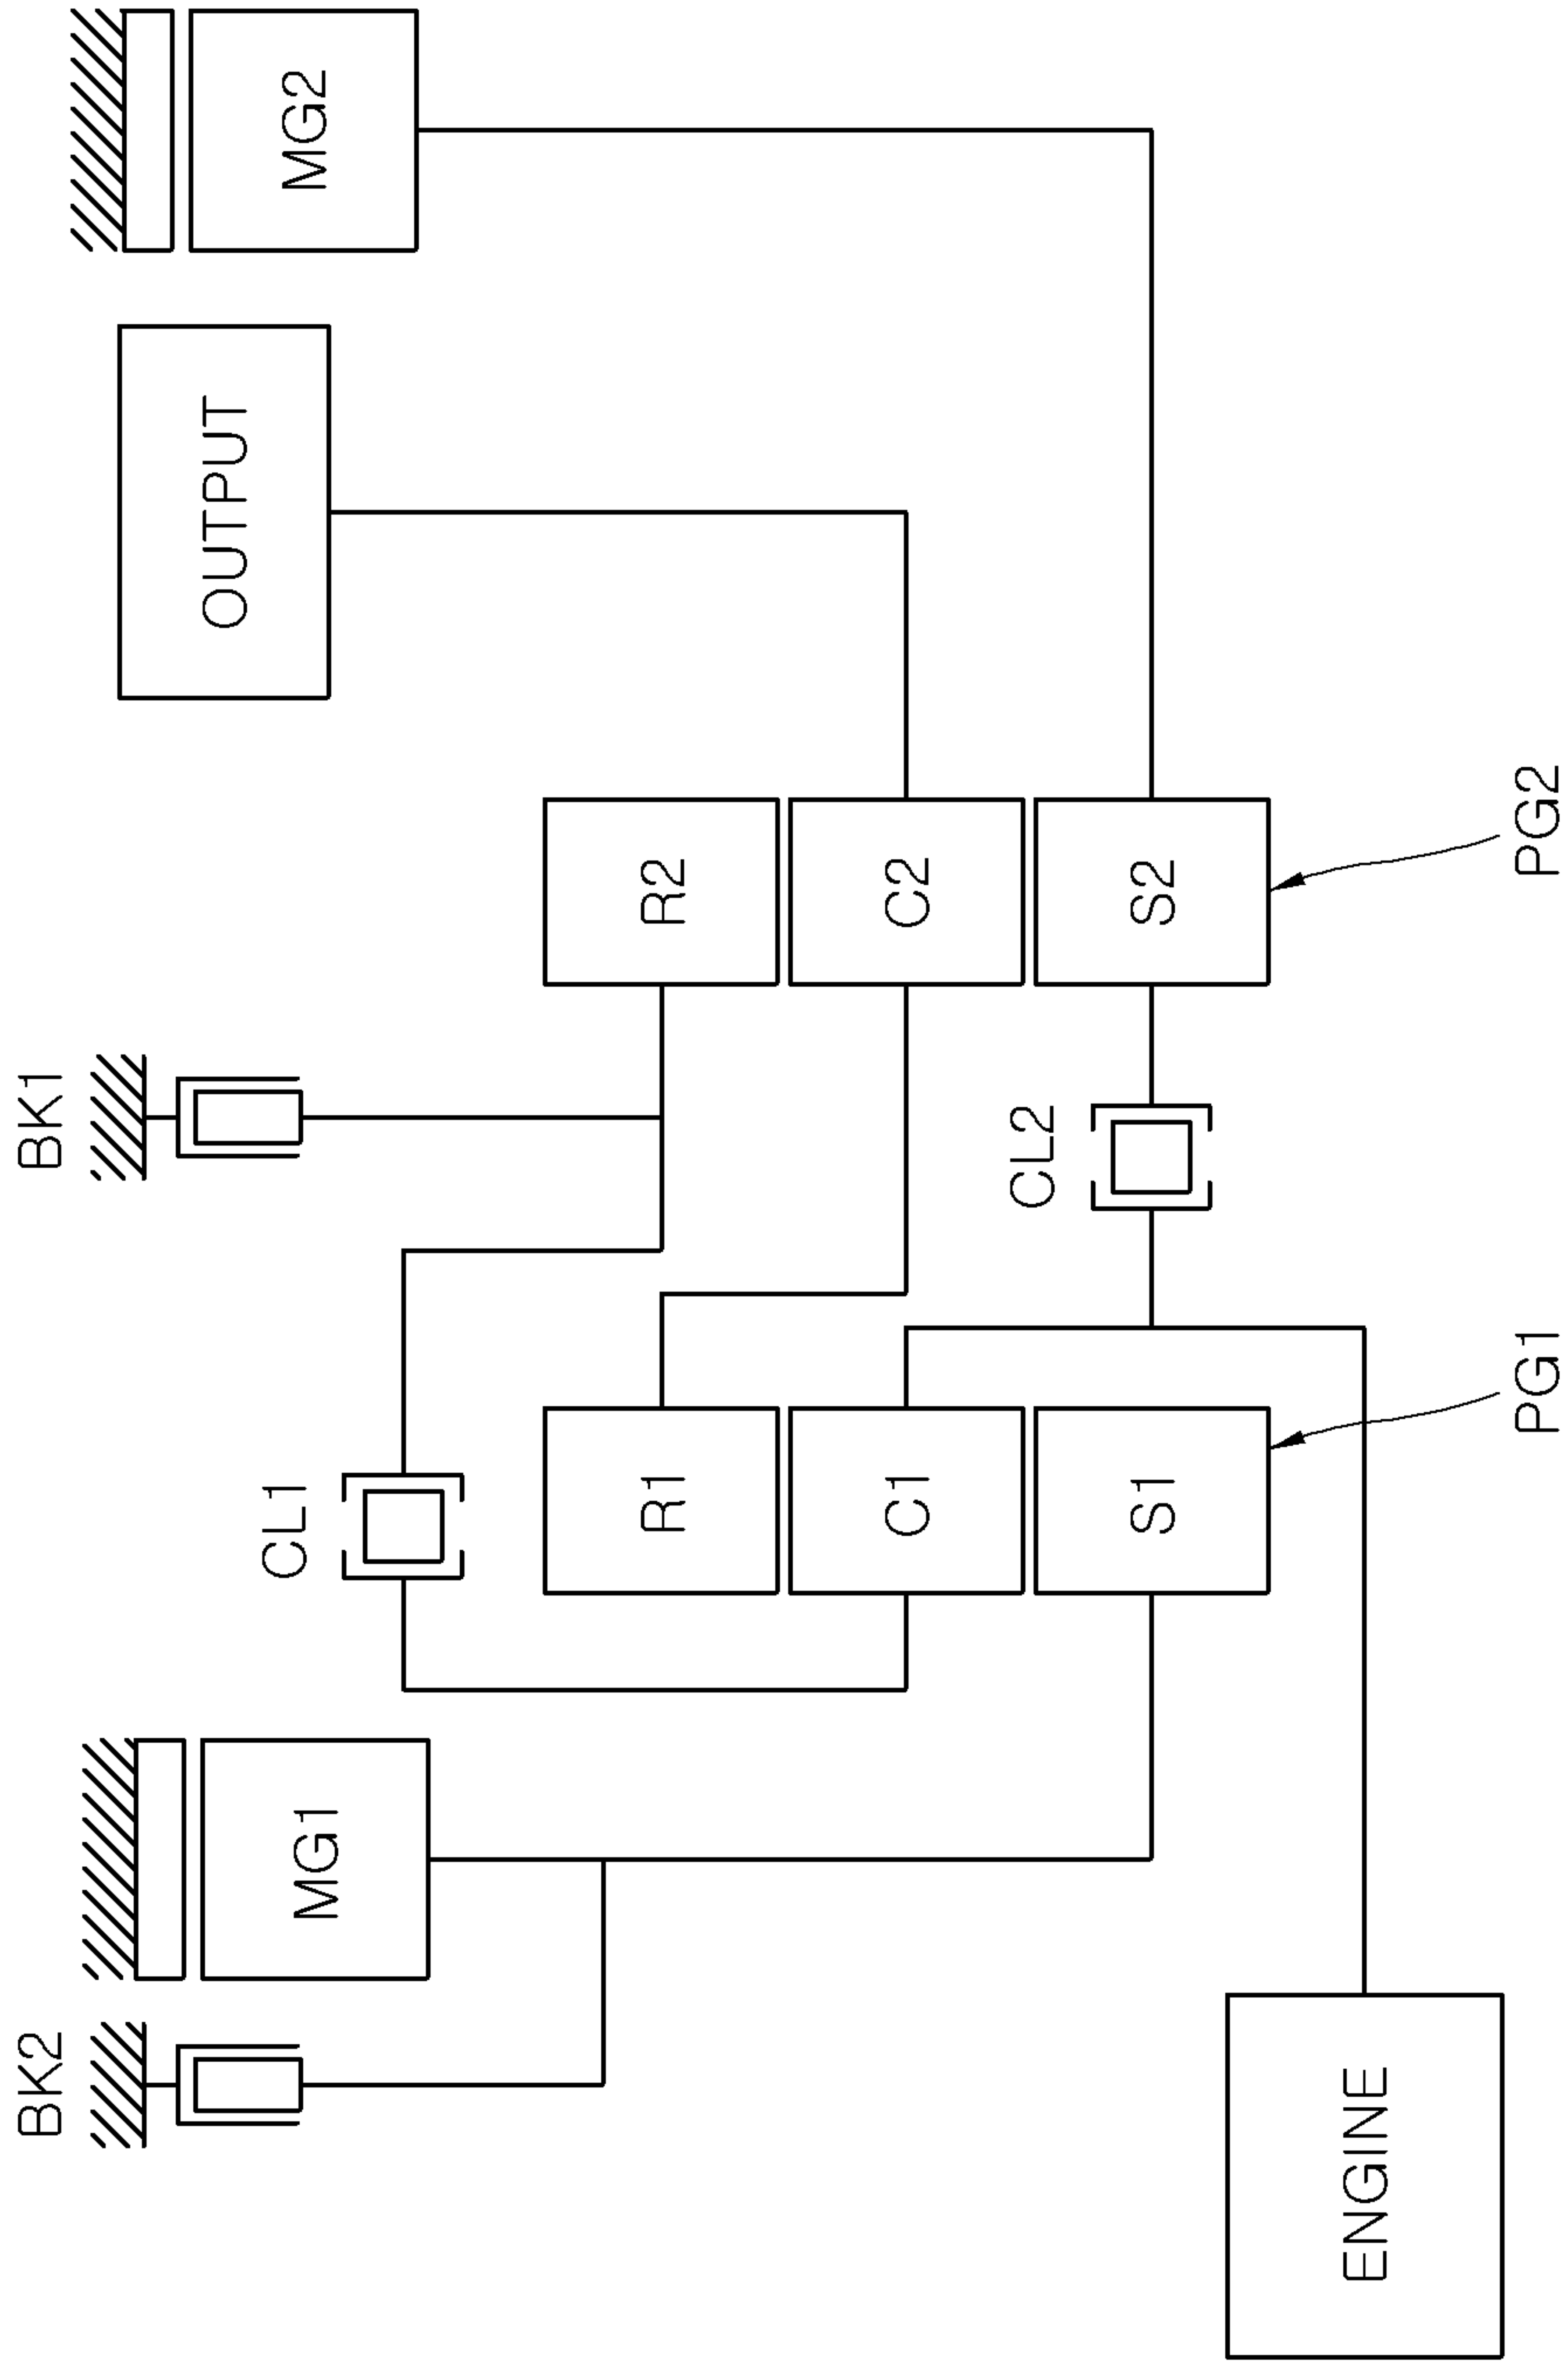 BK2
BK1
MG1
CL1
OUTPUT
MG2
R1
R2
C1
C2
CL2
S1
S2
ENGINE
PG1
PG2